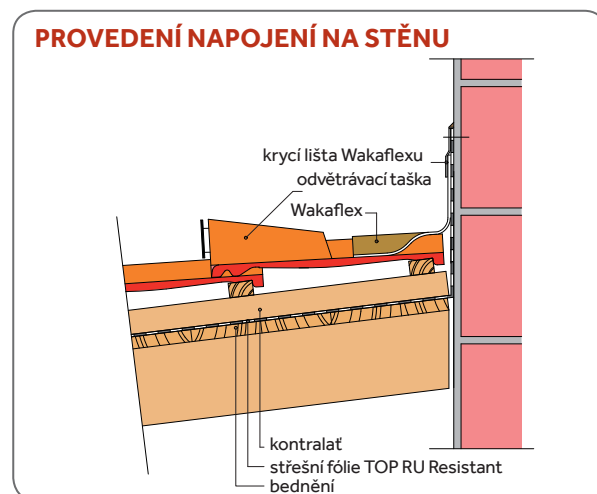 PROVEDENÍ NAPOJENÍ NA STĚNU
krycí lišta Wakaflexu
odvětrávací taška
Wakaflex
kontralať
střešní fólie TOP RU Resistant
bednění